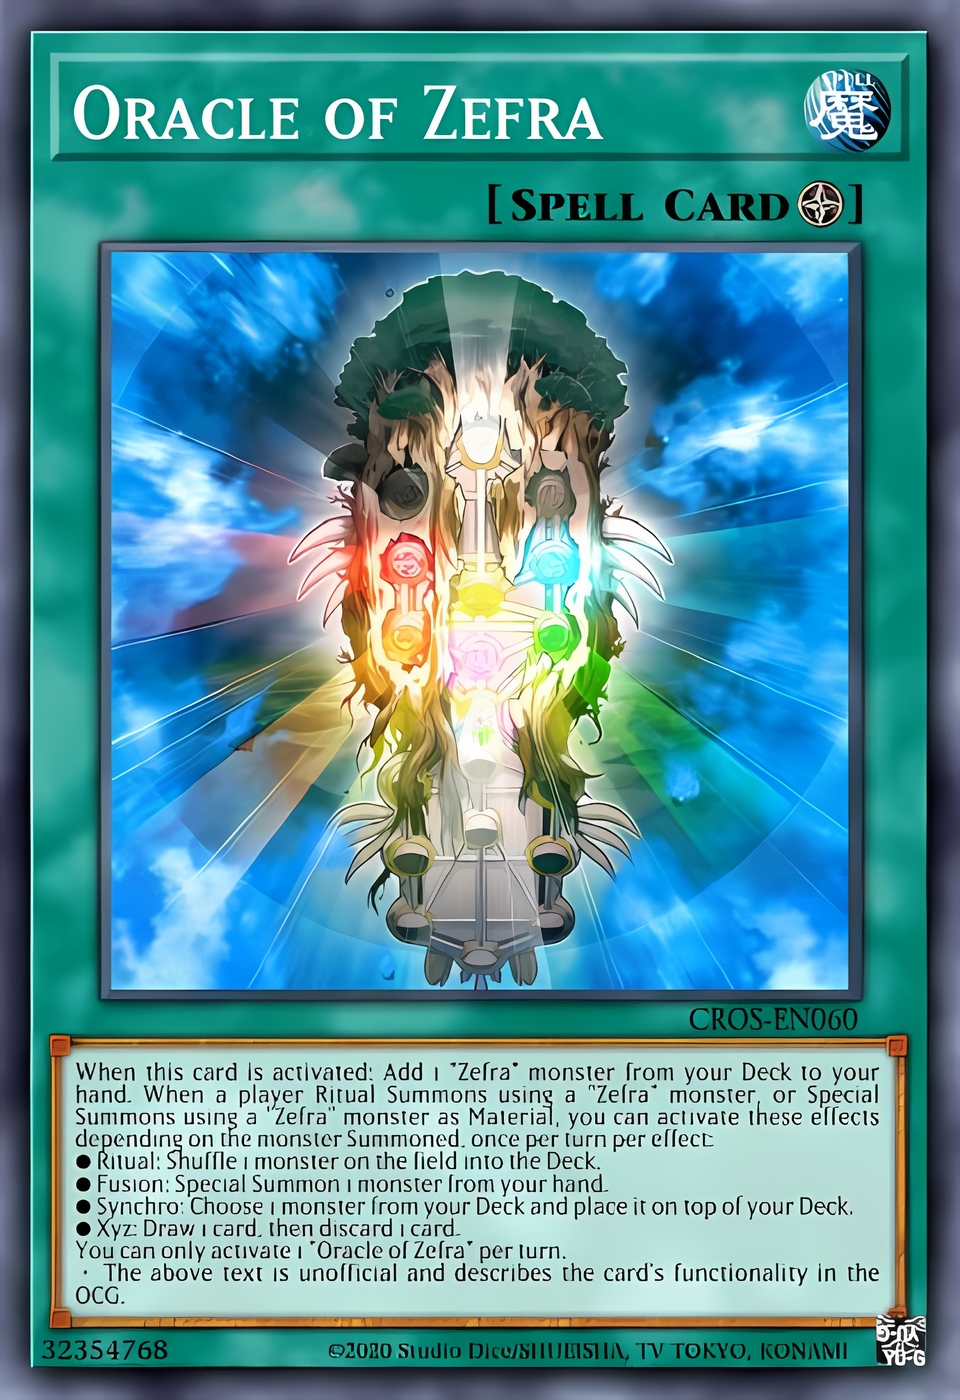 ORACLE OF ZEFRA
魔
[SPELL CARD]
CROS-EN060
When this card is activated: Add 1 "Zefra" monster from your Deck to your
hand. When a player Ritual Summons using a "Zefra" monster, or Special
Summons using a "Zefra" monster as Material, you can activate these effects
depending on the monster Summoned, once per turn per effect:
● Ritual: Shuffle 1 monster on the field into the Deck.
● Fusion: Special Summon 1 monster from your hand.
● Synchro: Choose 1 monster from your Deck and place it on top of your Deck.
● Xyz: Draw 1 card, then discard 1 card.
You can only activate 1 "Oracle of Zefra" per turn.
· The above text is unofficial and describes the card's functionality in the
OCG.
32354768
©2020 Studio Dice/SHUEISHA, TV TOKYO, KONAMI